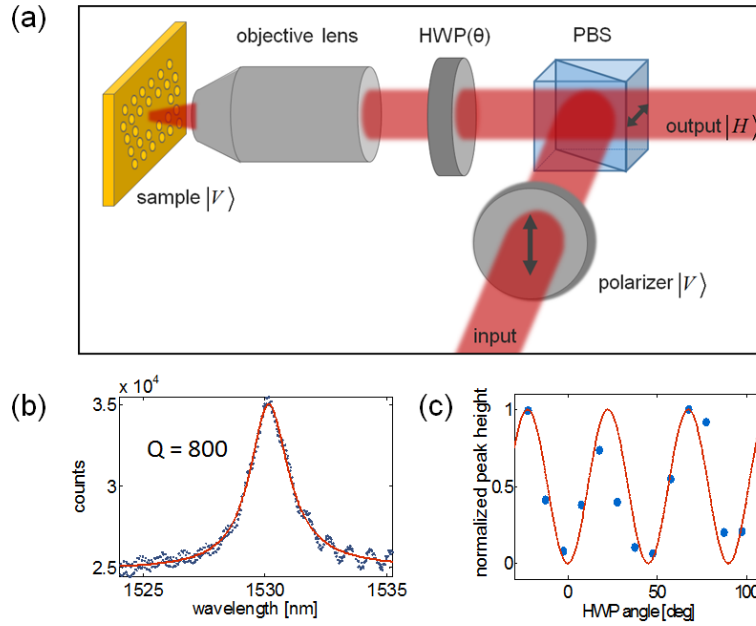 (a)
objective lens
HWP(θ)
PBS
output |H⟩
sample |V⟩
polarizer |V⟩
input
(b)
x 10⁴
3.5
3
2.5
counts
Q = 800
1525
1530
1535
wavelength [nm]
(c)
1
0.5
0
normalized peak height
0
50
100
HWP angle [deg]